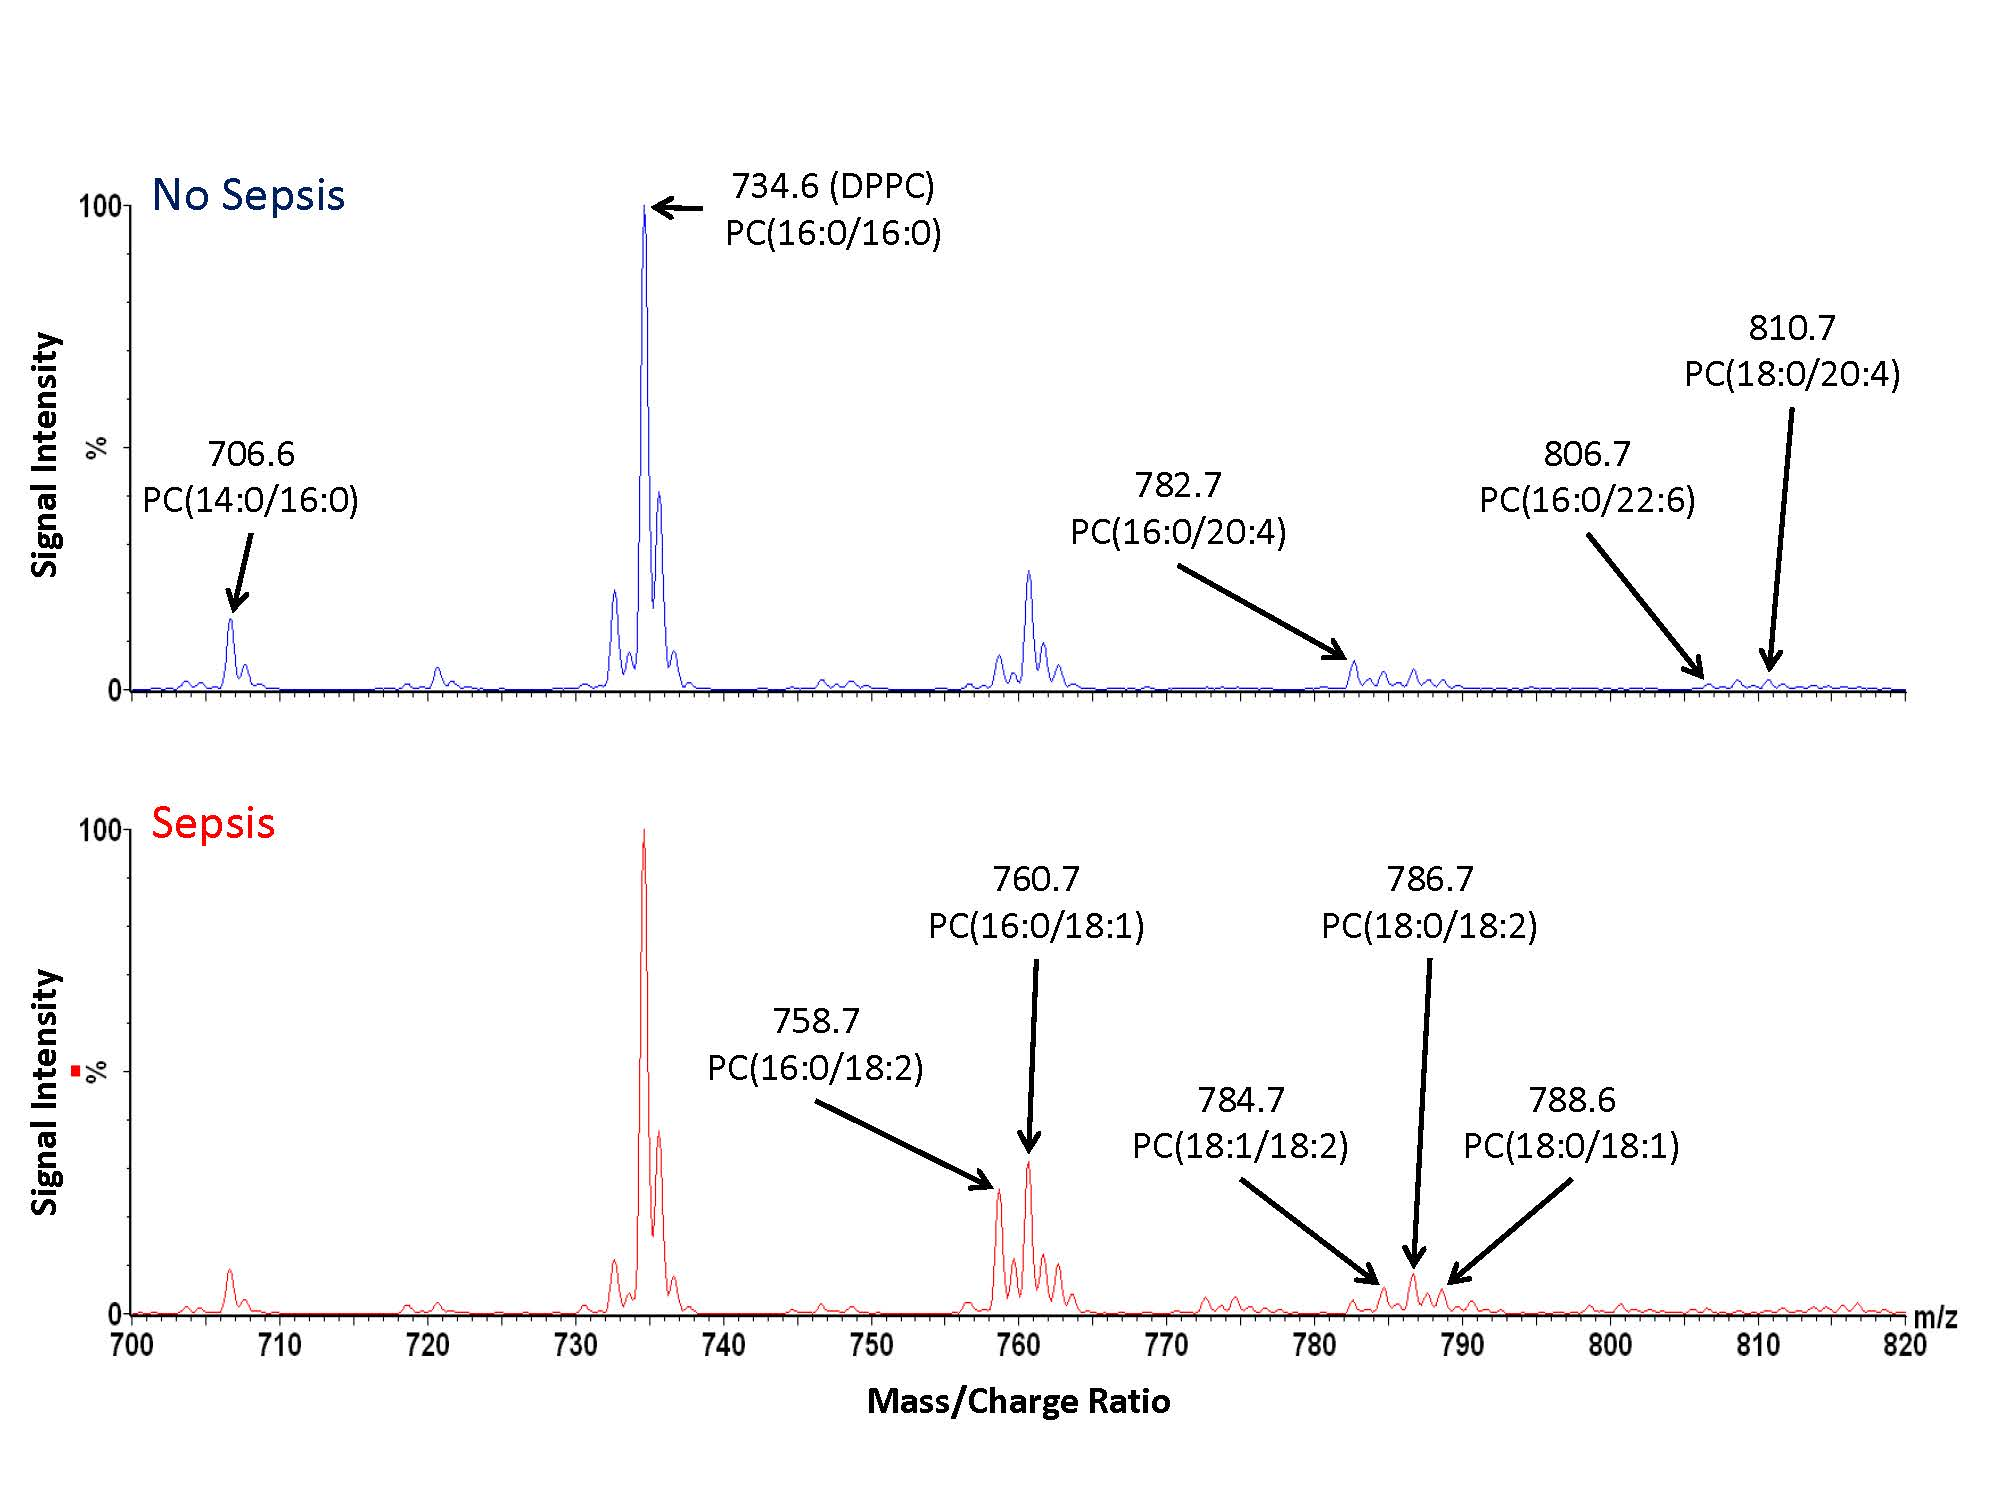 No Sepsis
734.6 (DPPC)
PC(16:0/16:0)
100
810.7
PC(18:0/20:4)
706.6
PC(14:0/16:0)
782.7
PC(16:0/20:4)
806.7
PC(16:0/22:6)
Signal Intensity
%
0
Sepsis
100
760.7
PC(16:0/18:1)
786.7
PC(18:0/18:2)
758.7
PC(16:0/18:2)
784.7
PC(18:1/18:2)
788.6
PC(18:0/18:1)
Signal Intensity
%
0
m/z
700 710 720 730 740 750 760 770 780 790 800 810 820
Mass/Charge Ratio